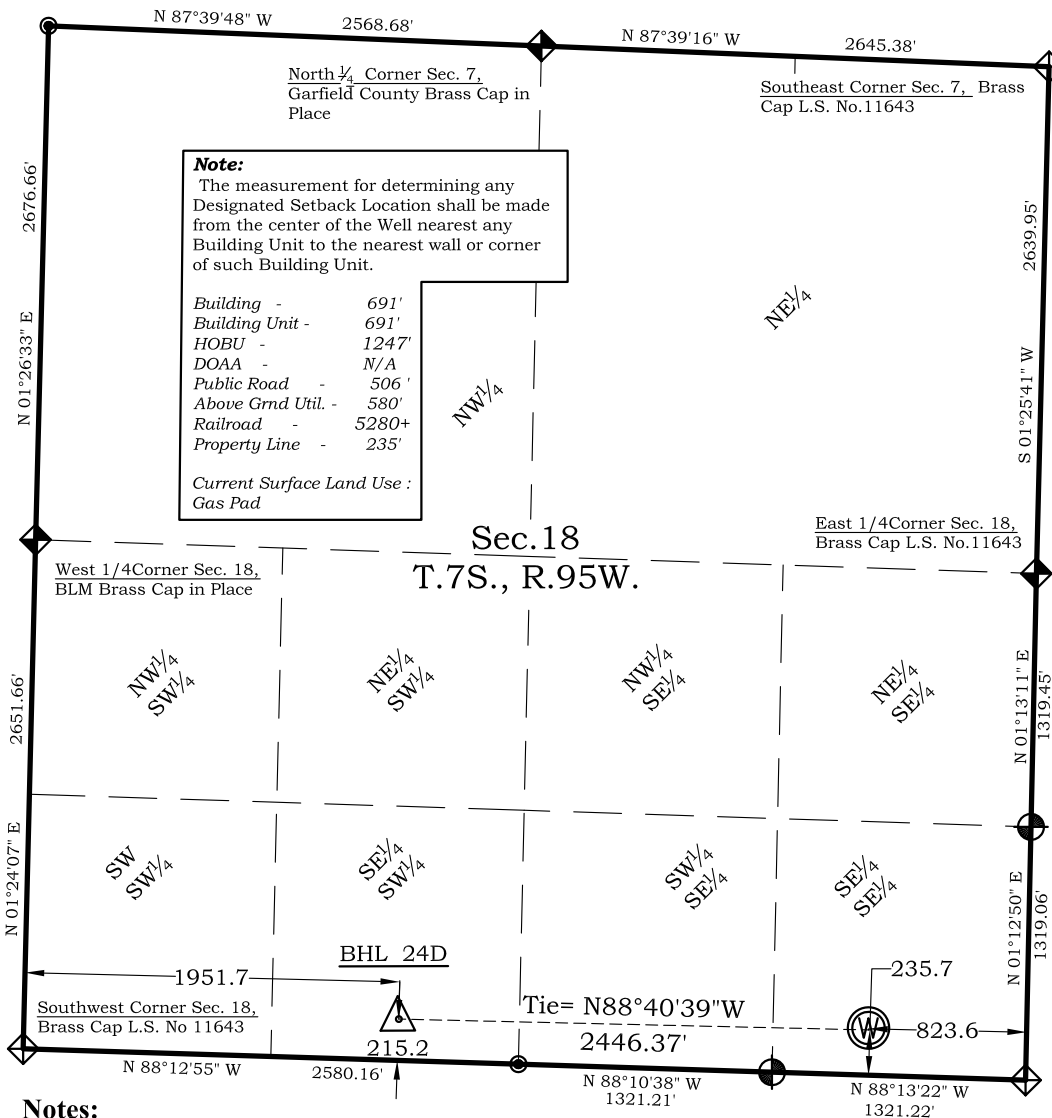 N 87°39'48" W
2568.68'
N 87°39'16" W
2645.38'
North ¼ Corner Sec. 7,
Garfield County Brass Cap in
Place
Southeast Corner Sec. 7, Brass
Cap L.S. No.11643
2676.66'
N 01°26'33" E
2639.95'
S 01°25'41" W
Note:
The measurement for determining any
Designated Setback Location shall be made
from the center of the Well nearest any
Building Unit to the nearest wall or corner
of such Building Unit.
Building - 691'
Building Unit - 691'
HOBU - 1247'
DOAA - N/A
Public Road - 506 '
Above Grnd Util. - 580'
Railroad - 5280+
Property Line - 235'
Current Surface Land Use :
Gas Pad
NW¼
NE¼
Sec.18
T.7S., R.95W.
East 1/4Corner Sec. 18,
Brass Cap L.S. No.11643
West 1/4Corner Sec. 18,
BLM Brass Cap in Place
2651.66'
N 01°24'07" E
NW¼
SW¼
NE¼
SW¼
NW¼
SE¼
NE¼
SE¼
N 01°13'11" E
1319.45'
SW
SW¼
SE¼
SW¼
SW¼
SE¼
SE¼
SE¼
N 01°12'50" E
1319.06'
BHL 24D
1951.7
235.7
Southwest Corner Sec. 18,
Brass Cap L.S. No 11643
Tie= N88°40'39"W
2446.37'
W
823.6
215.2
N 88°12'55" W
2580.16'
N 88°10'38" W
1321.21'
N 88°13'22" W
1321.22'
Notes: